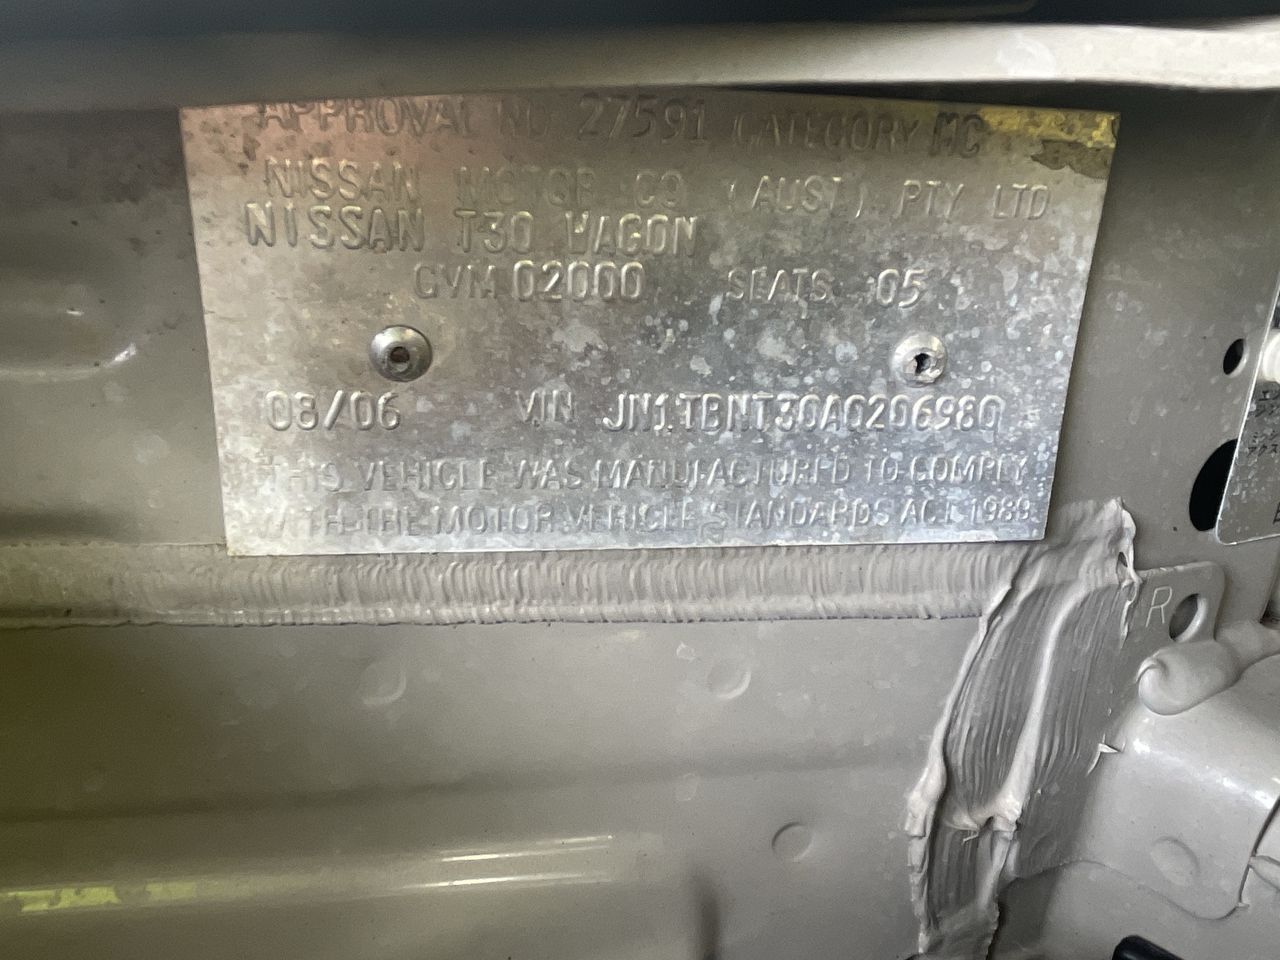 APPROVAL NO 27591 CATEGORY MC
NISSAN MOTOR CO (AUST) PTY LTD
NISSAN T30 WAGON
GVM 02000 SEATS 05
08/06 VIN JN1TBNT30A0206980
THIS VEHICLE WAS MANUFACTURED TO COMPLY
WITH THE MOTOR VEHICLE STANDARDS ACT 1989
R